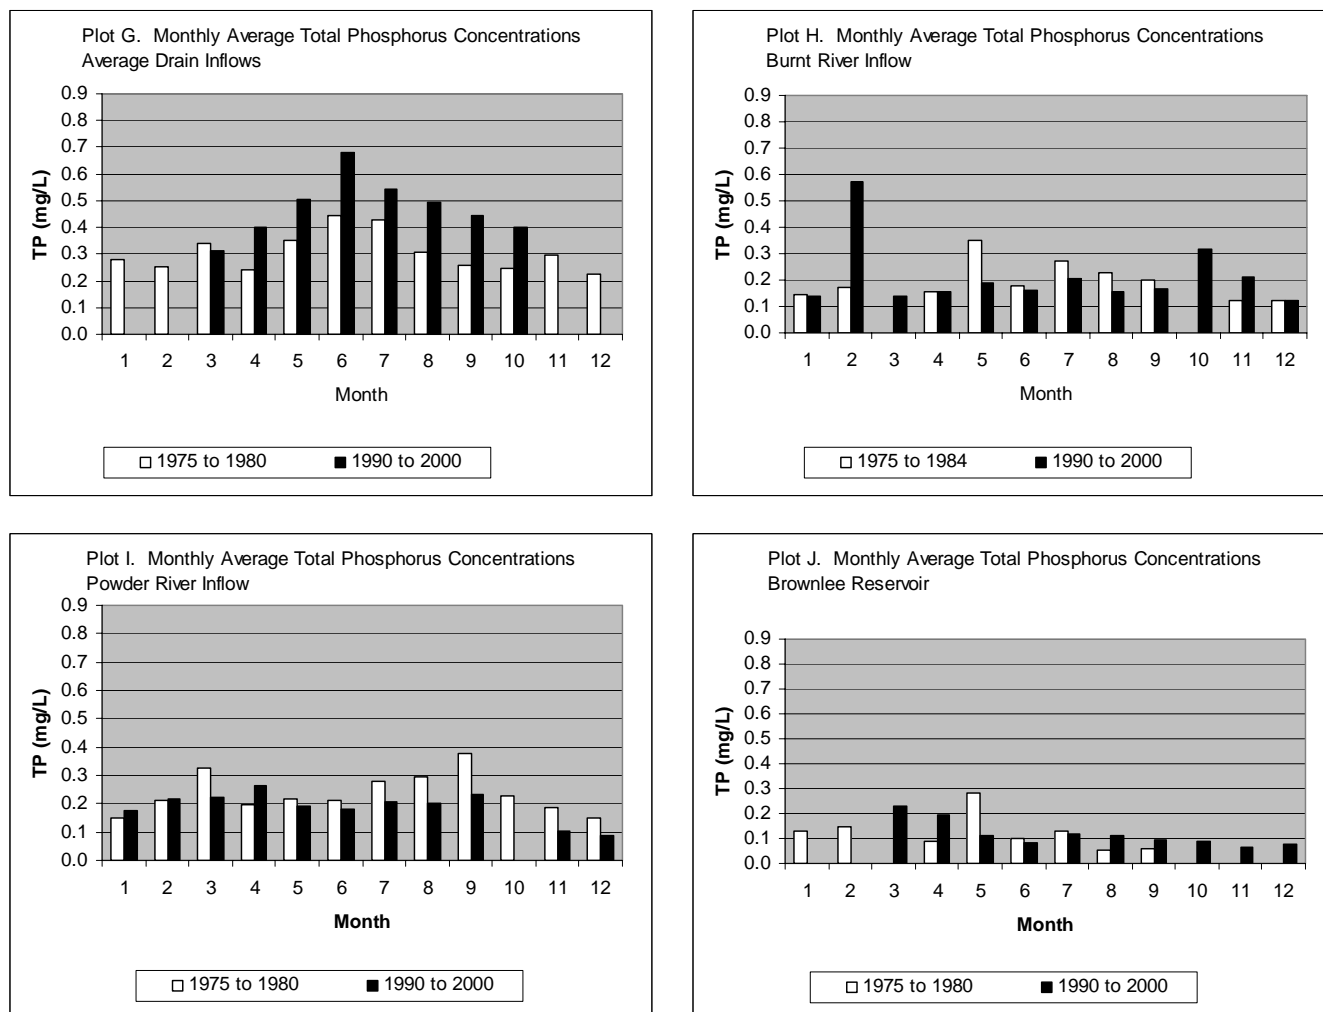 Plot G. Monthly Average Total Phosphorus Concentrations
Average Drain Inflows
TP (mg/L)
0.9
0.8
0.7
0.6
0.5
0.4
0.3
0.2
0.1
0.0
1 2 3 4 5 6 7 8 9 10 11 12
Month
1975 to 1980 1990 to 2000
Plot H. Monthly Average Total Phosphorus Concentrations
Burnt River Inflow
TP (mg/L)
0.9
0.8
0.7
0.6
0.5
0.4
0.3
0.2
0.1
0.0
1 2 3 4 5 6 7 8 9 10 11 12
Month
1975 to 1984 1990 to 2000
Plot I. Monthly Average Total Phosphorus Concentrations
Powder River Inflow
TP (mg/L)
0.9
0.8
0.7
0.6
0.5
0.4
0.3
0.2
0.1
0.0
1 2 3 4 5 6 7 8 9 10 11 12
Month
1975 to 1980 1990 to 2000
Plot J. Monthly Average Total Phosphorus Concentrations
Brownlee Reservoir
TP (mg/L)
0.9
0.8
0.7
0.6
0.5
0.4
0.3
0.2
0.1
0.0
1 2 3 4 5 6 7 8 9 10 11 12
Month
1975 to 1980 1990 to 2000